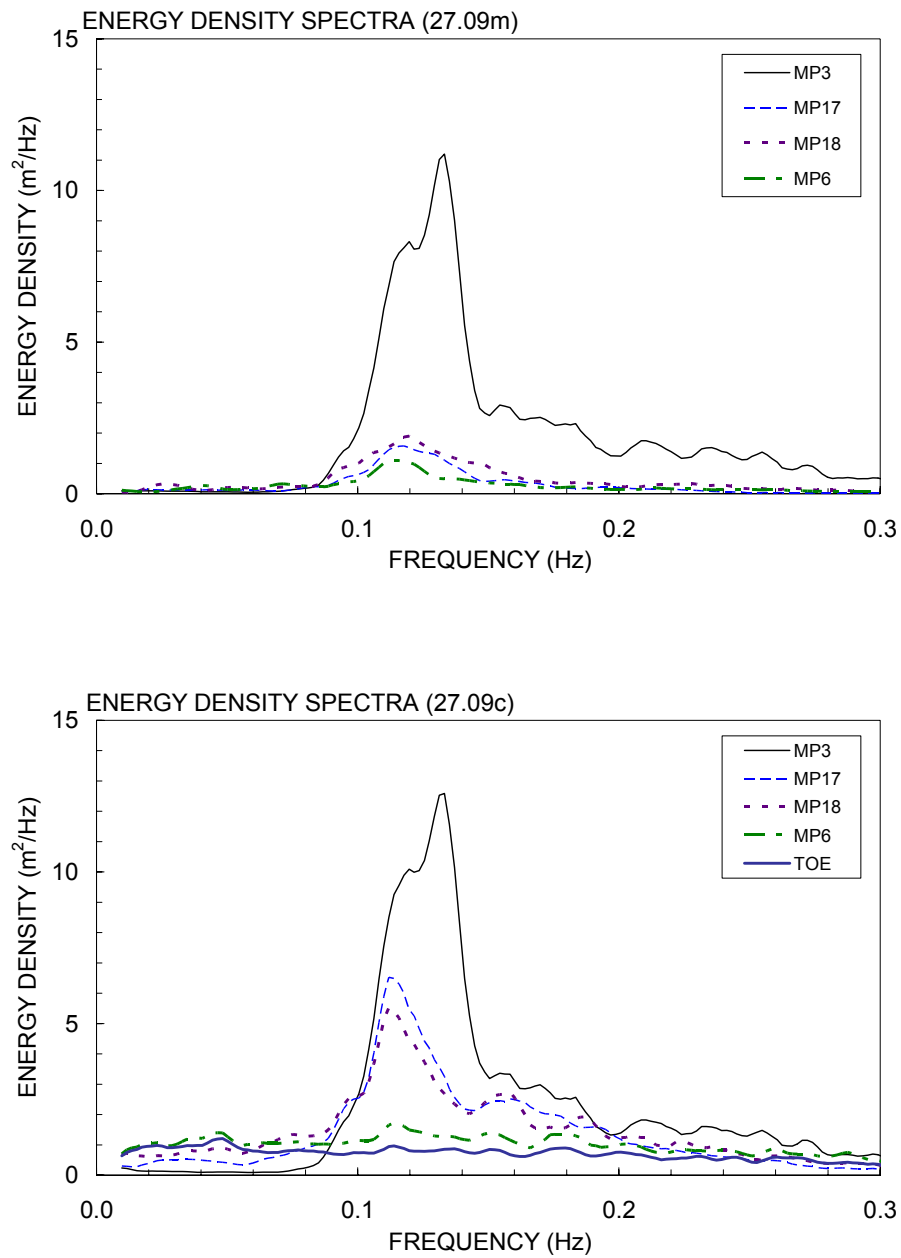 ENERGY DENSITY SPECTRA (27.09m)
15
10
5
0
ENERGY DENSITY (m²/Hz)
MP3
MP17
MP18
MP6
0.0 0.1 0.2 0.3
FREQUENCY (Hz)
ENERGY DENSITY SPECTRA (27.09c)
15
10
5
0
ENERGY DENSITY (m²/Hz)
MP3
MP17
MP18
MP6
TOE
0.0 0.1 0.2 0.3
FREQUENCY (Hz)